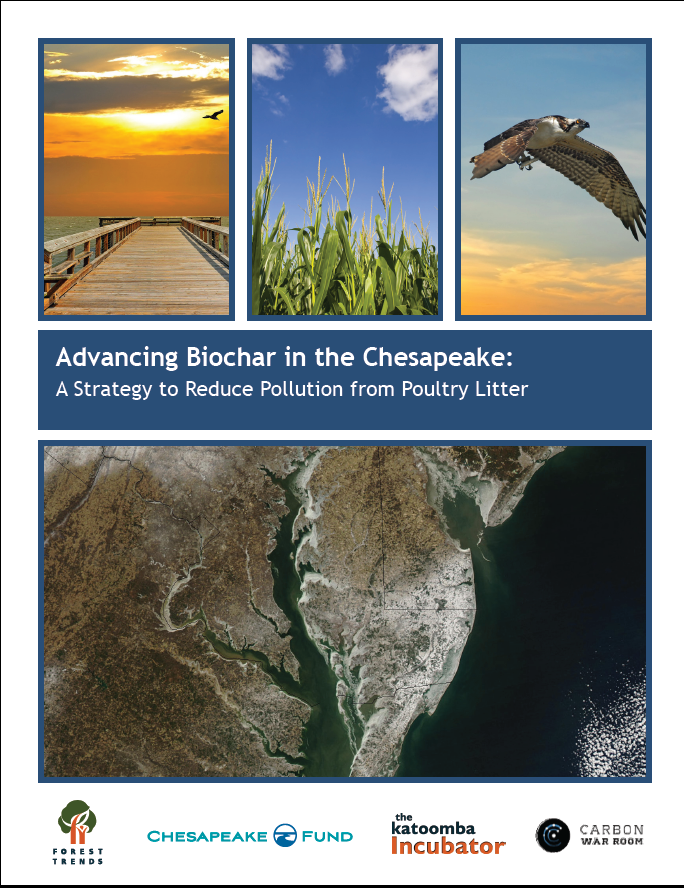 Advancing Biochar in the Chesapeake:
A Strategy to Reduce Pollution from Poultry Litter
FOREST
TRENDS
CHESAPEAKE FUND
the
katoomba
Incubator
CARBON
WAR ROOM